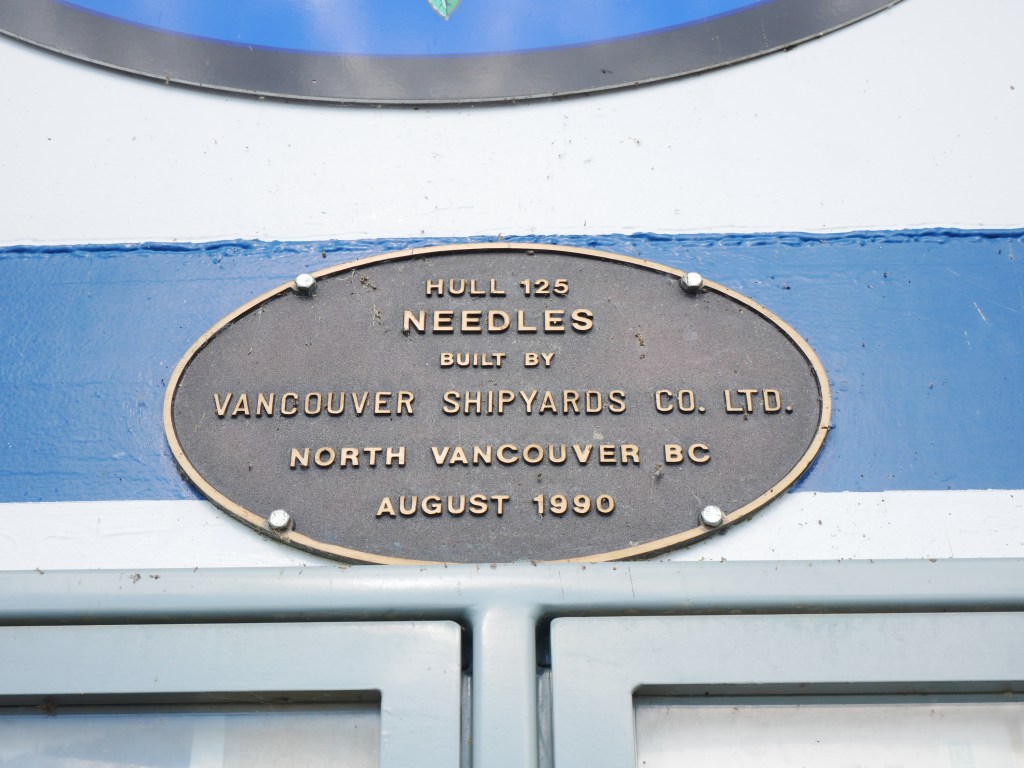 HULL 125
NEEDLES
BUILT BY
VANCOUVER SHIPYARDS CO. LTD.
NORTH VANCOUVER BC
AUGUST 1990